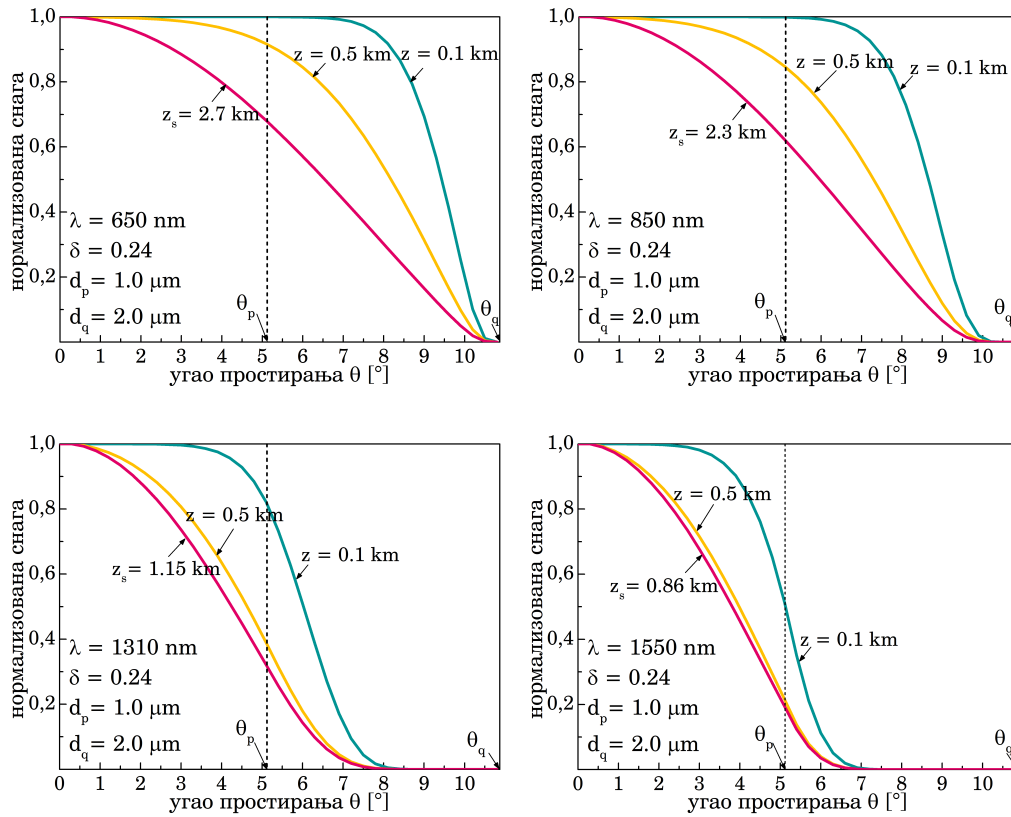 1,0
0,8
0,6
0,4
0,2
нормализована снага
z = 0.5 km
z = 0.1 km
zₛ= 2.7 km
λ = 650 nm
δ = 0.24
dₚ= 1.0 μm
d_q= 2.0 μm
θₚ
θ_q
0 1 2 3 4 5 6 7 8 9 10
угао простирања θ [°]
1,0
0,8
0,6
0,4
0,2
нормализована снага
z = 0.5 km
z = 0.1 km
zₛ= 2.3 km
λ = 850 nm
δ = 0.24
dₚ= 1.0 μm
d_q= 2.0 μm
θₚ
θ_q
0 1 2 3 4 5 6 7 8 9 10
угао простирања θ [°]
1,0
0,8
0,6
0,4
0,2
нормализована снага
z = 0.5 km
zₛ= 1.15 km
z = 0.1 km
λ = 1310 nm
δ = 0.24
dₚ= 1.0 μm
d_q= 2.0 μm
θₚ
θ_q
0 1 2 3 4 5 6 7 8 9 10
угао простирања θ [°]
1,0
0,8
0,6
0,4
0,2
нормализована снага
z = 0.5 km
zₛ= 0.86 km
z = 0.1 km
λ = 1550 nm
δ = 0.24
dₚ= 1.0 μm
d_q= 2.0 μm
θₚ
θ_q
0 1 2 3 4 5 6 7 8 9 10
угао простирања θ [°]